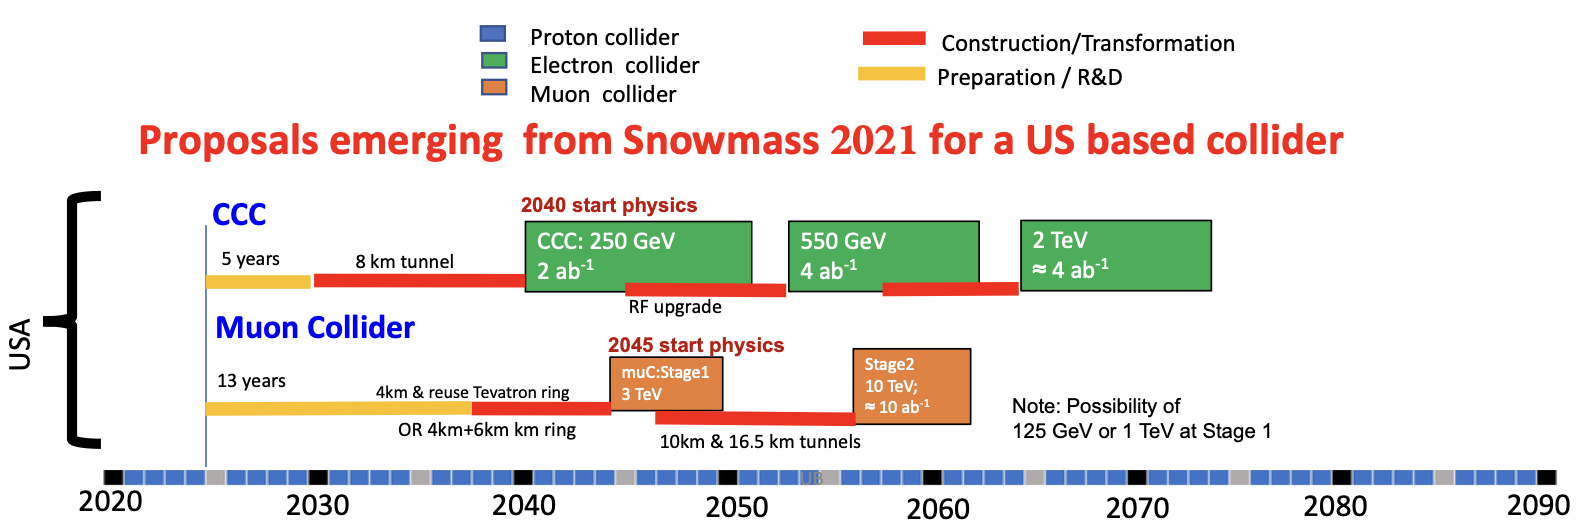 Proton collider
Electron collider
Muon collider
Construction/Transformation
Preparation / R&D
Proposals emerging from Snowmass 2021 for a US based collider
USA
CCC
5 years
8 km tunnel
2040 start physics
CCC: 250 GeV
2 ab⁻¹
RF upgrade
550 GeV
4 ab⁻¹
2 TeV
≈ 4 ab⁻¹
Muon Collider
13 years
4km & reuse Tevatron ring
OR 4km+6km km ring
2045 start physics
muC:Stage1
3 TeV
10km & 16.5 km tunnels
Stage2
10 TeV;
≈ 10 ab⁻¹
Note: Possibility of
125 GeV or 1 TeV at Stage 1
2020 2030 2040 2050 2060 2070 2080 2090